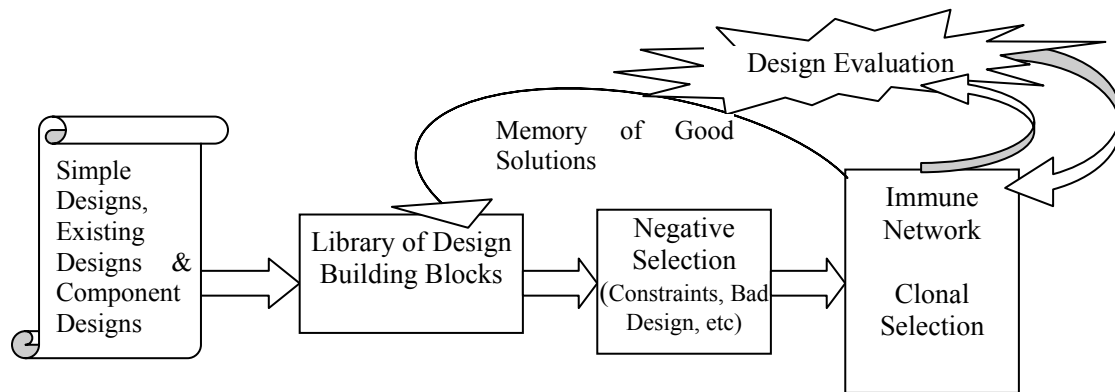 Design Evaluation
Memory of Good
Solutions
Simple
Designs,
Existing
Designs &
Component
Designs
Library of Design
Building Blocks
Negative
Selection
(Constraints, Bad
Design, etc)
Immune
Network
Clonal
Selection